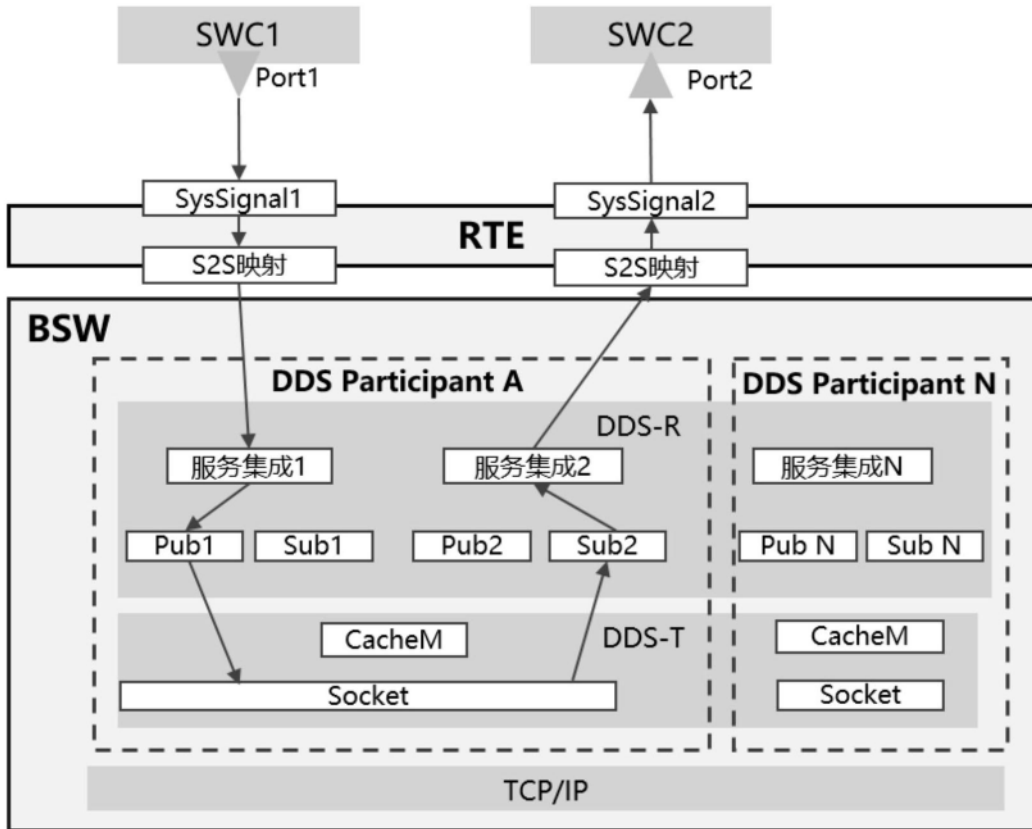 SWC1
SWC2
Port1
Port2
SysSignal1
SysSignal2
RTE
S2S映射
S2S映射
BSW
DDS Participant A
DDS Participant N
DDS-R
服务集成1
服务集成2
服务集成N
Pub1
Sub1
Pub2
Sub2
Pub N
Sub N
DDS-T
CacheM
CacheM
Socket
Socket
TCP/IP